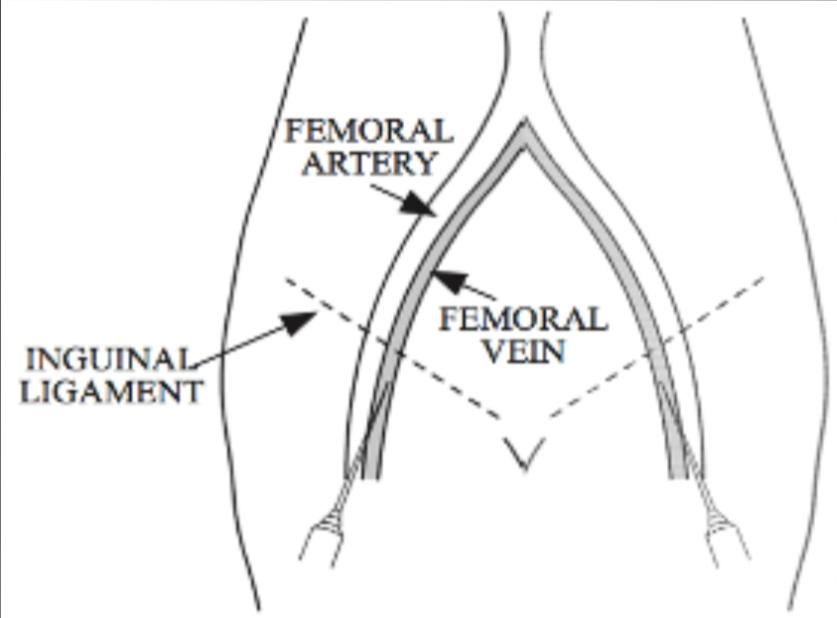 FEMORAL
ARTERY
FEMORAL
VEIN
INGUINAL
LIGAMENT